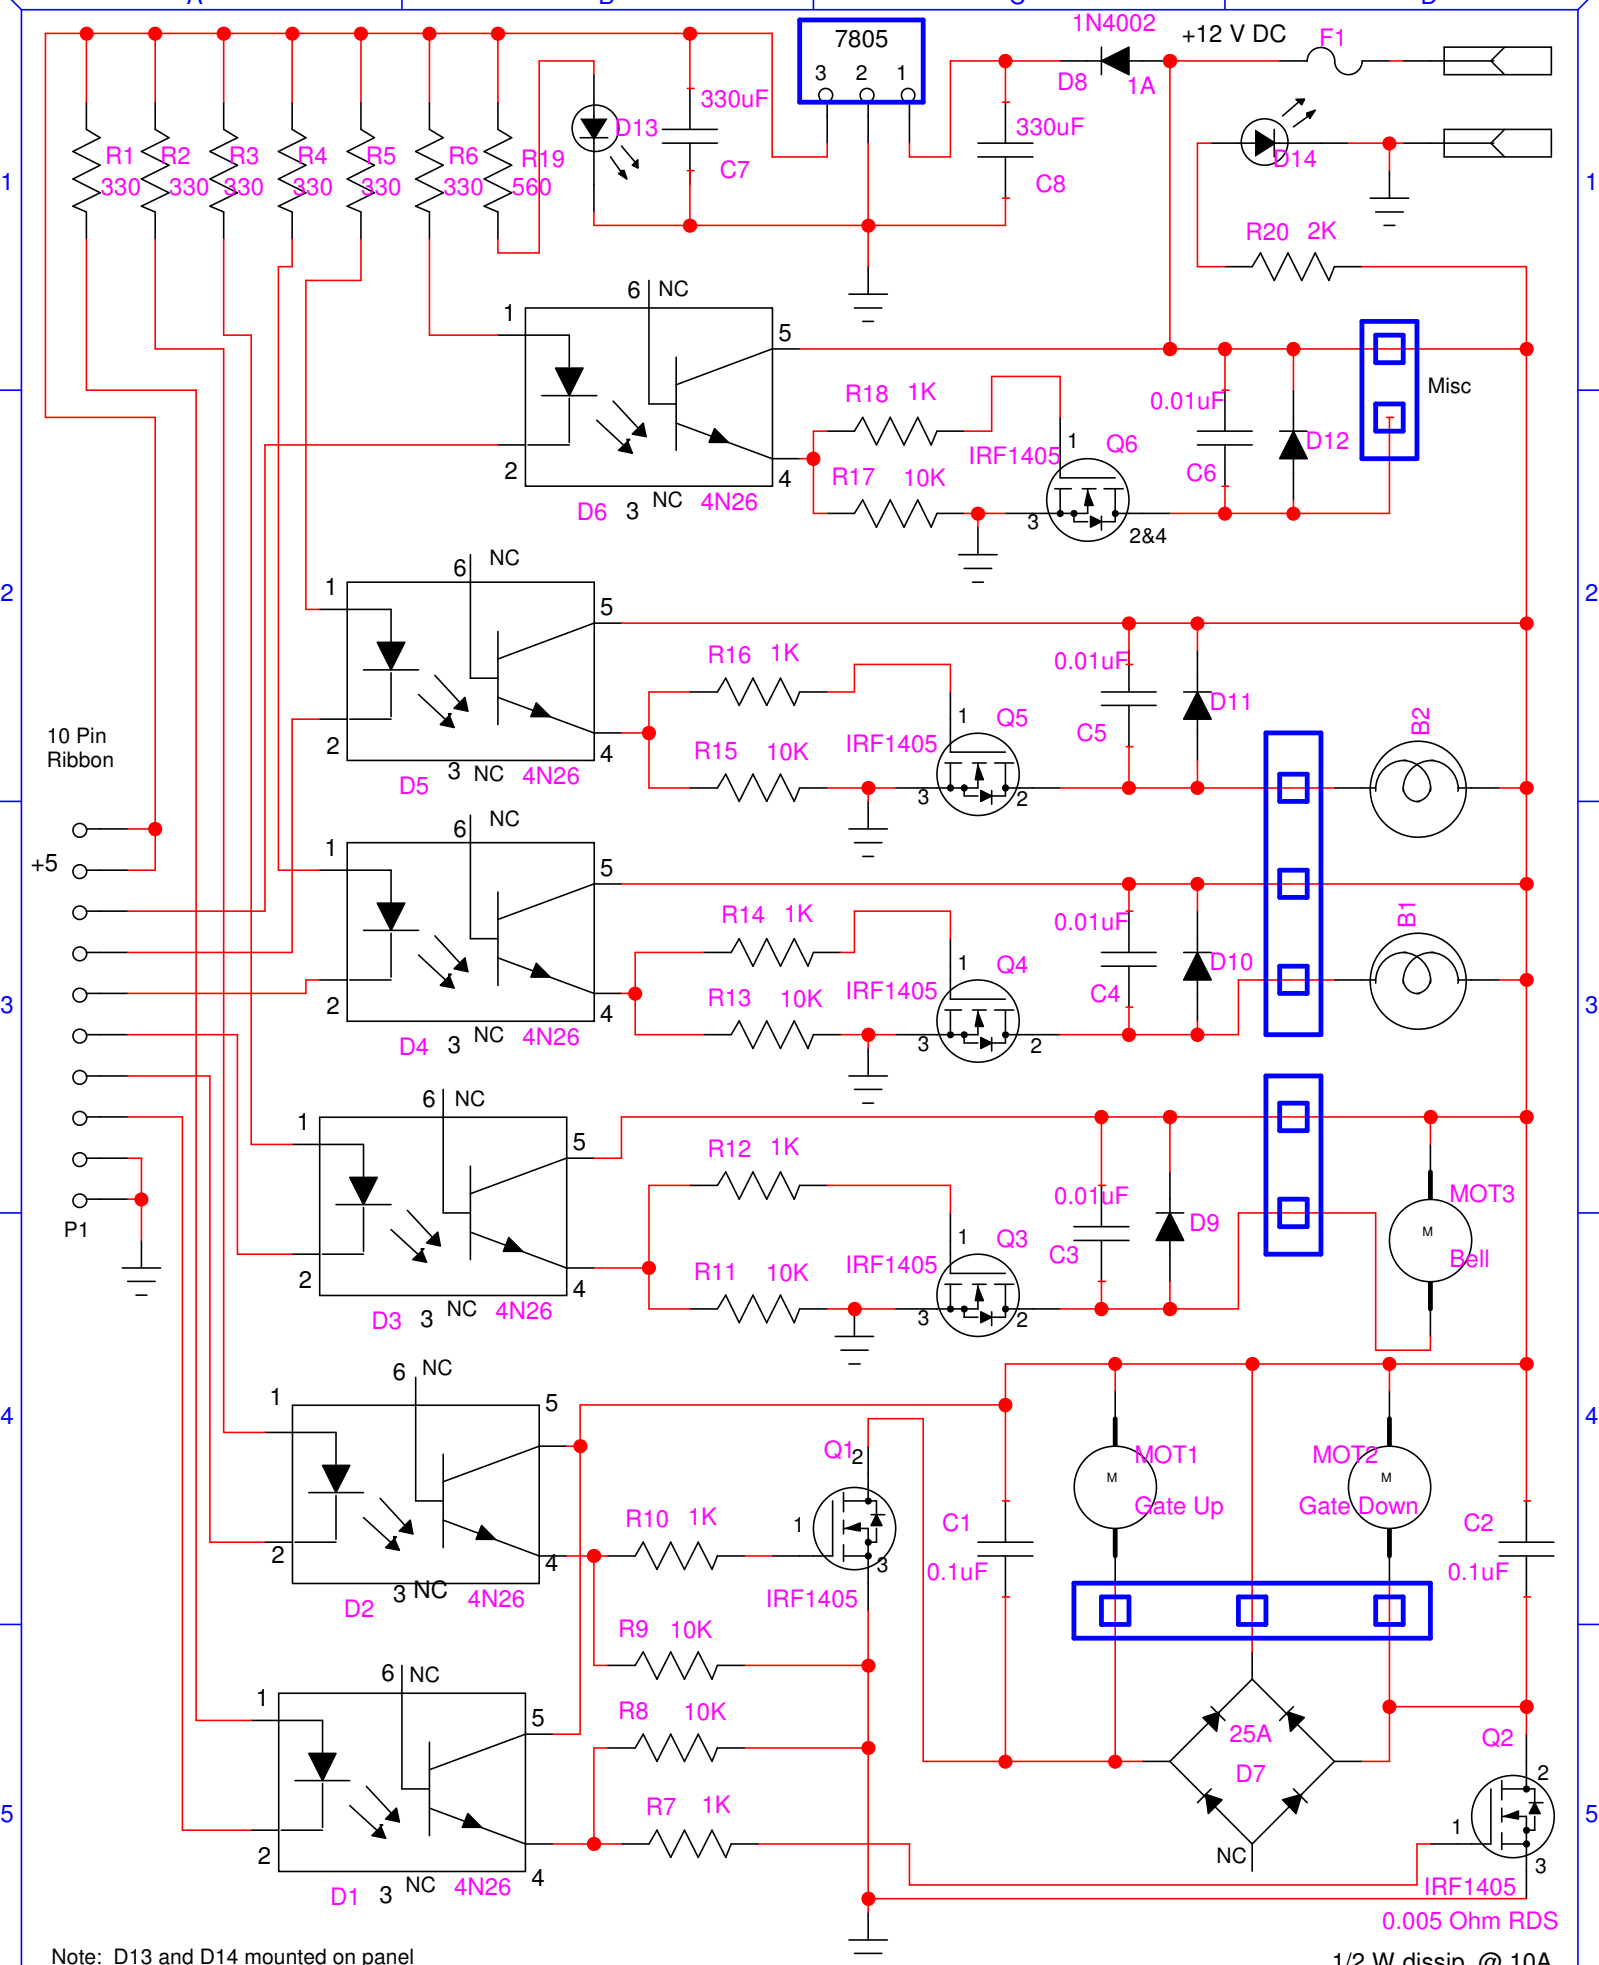 1N4002
+12 V DC
F1
7805
3 2 1
D8
1A
330uF
D13
330uF
D14
C7
C8
R1 R2 R3 R4 R5 R6 R19
330 330 330 330 330 330 560
1
1
R20 2K
6 NC
1
5
Misc
R18 1K
0.01uF
1
Q6
D12
IRF1405
R17 10K
C6
2
4
3
2&4
D6 3 NC 4N26
6 NC
1
5
2
2
R16 1K
0.01uF
D11
1
Q5
B2
IRF1405
C5
R15 10K
10 Pin
Ribbon
2
4
3
2
D5 3 NC 4N26
6 NC
1
5
+5
R14 1K
0.01uF
B1
1
Q4
D10
IRF1405
C4
R13 10K
2
4
3
3
3
2
D4 3 NC 4N26
6 NC
1
5
R12 1K
0.01uF
MOT3
M
Bell
P1
1
Q3
D9
IRF1405
C3
R11 10K
2
4
3
2
D3 3 NC 4N26
6 NC
1
5
4
4
Q1
2
MOT1
M
Gate Up
MOT2
M
Gate Down
R10 1K
1
3
C1
0.1uF
C2
0.1uF
2
4
IRF1405
D2 3 NC 4N26
R9 10K
6 NC
1
5
R8 10K
25A
D7
Q2
2
R7 1K
5
5
1
3
NC
2
4
D1 3 NC 4N26
IRF1405
0.005 Ohm RDS
Note: D13 and D14 mounted on panel
1/2 W dissip. @ 10A